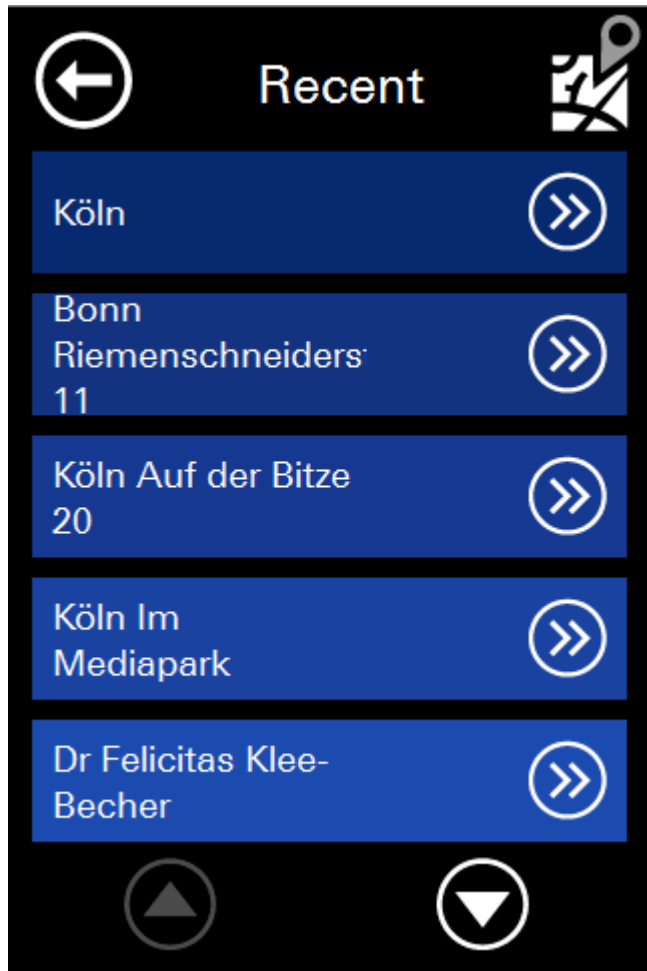 Recent
Köln
Bonn
Riemenschneiders
11
Köln Auf der Bitze
20
Köln Im
Mediapark
Dr Felicitas Klee-
Becher